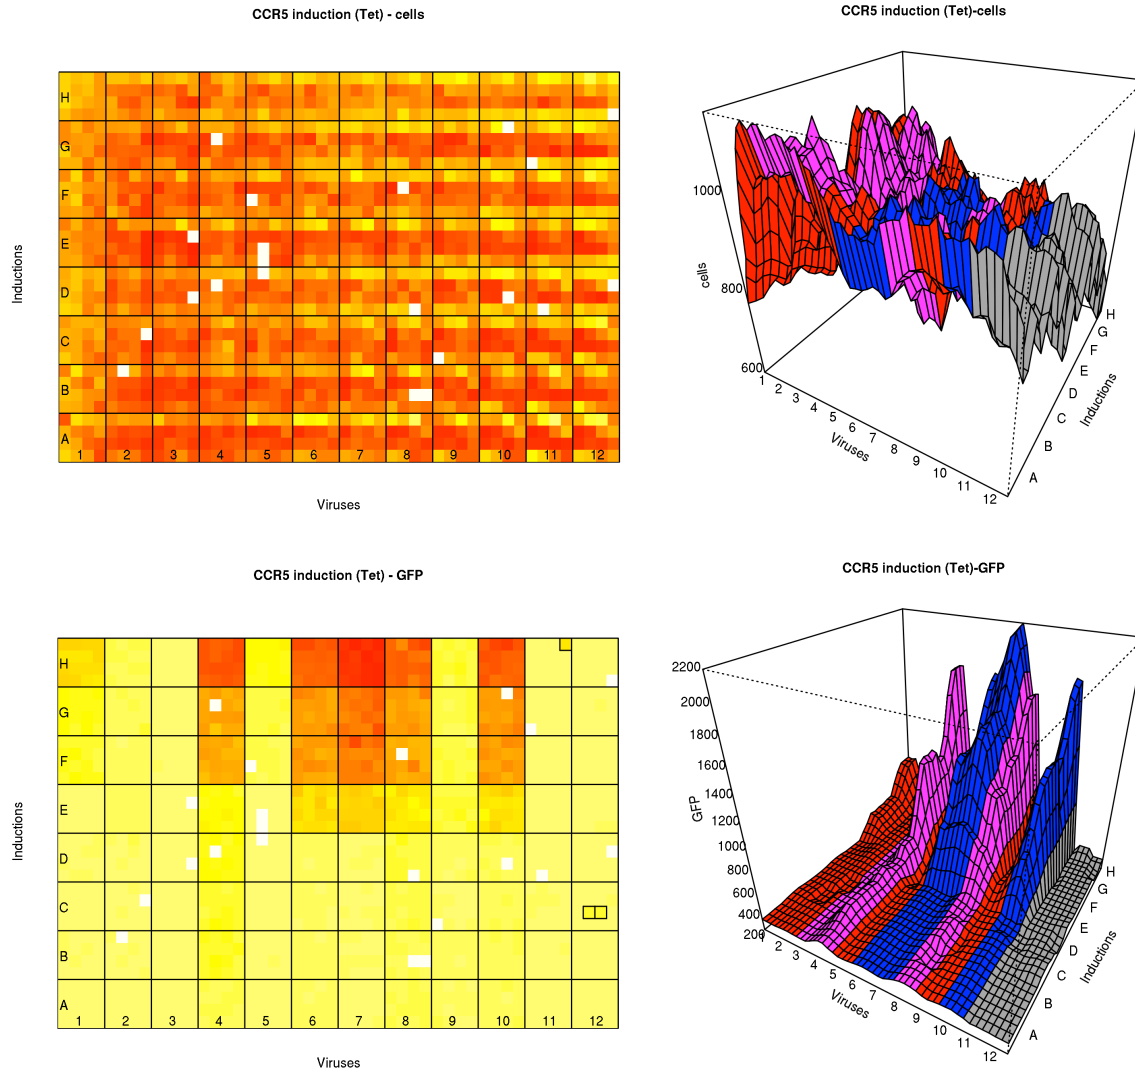 CCR5 induction (Tet) - cells
H
G
F
E
D
C
B
A
1 2 3 4 5 6 7 8 9 10 11 12
Inductions
Viruses
CCR5 induction (Tet)-cells
1000
800
600
cells
1 2 3 4 5 6 7 8 9 10 11 12
Viruses
H
G
F
E
D
C
B
A
Inductions
CCR5 induction (Tet) - GFP
H
G
F
E
D
C
B
A
1 2 3 4 5 6 7 8 9 10 11 12
Inductions
Viruses
CCR5 induction (Tet)-GFP
2200
2000
1800
1600
1400
1200
1000
800
600
400
200
GFP
1 2 3 4 5 6 7 8 9 10 11 12
Viruses
H
G
F
E
D
C
B
A
Inductions